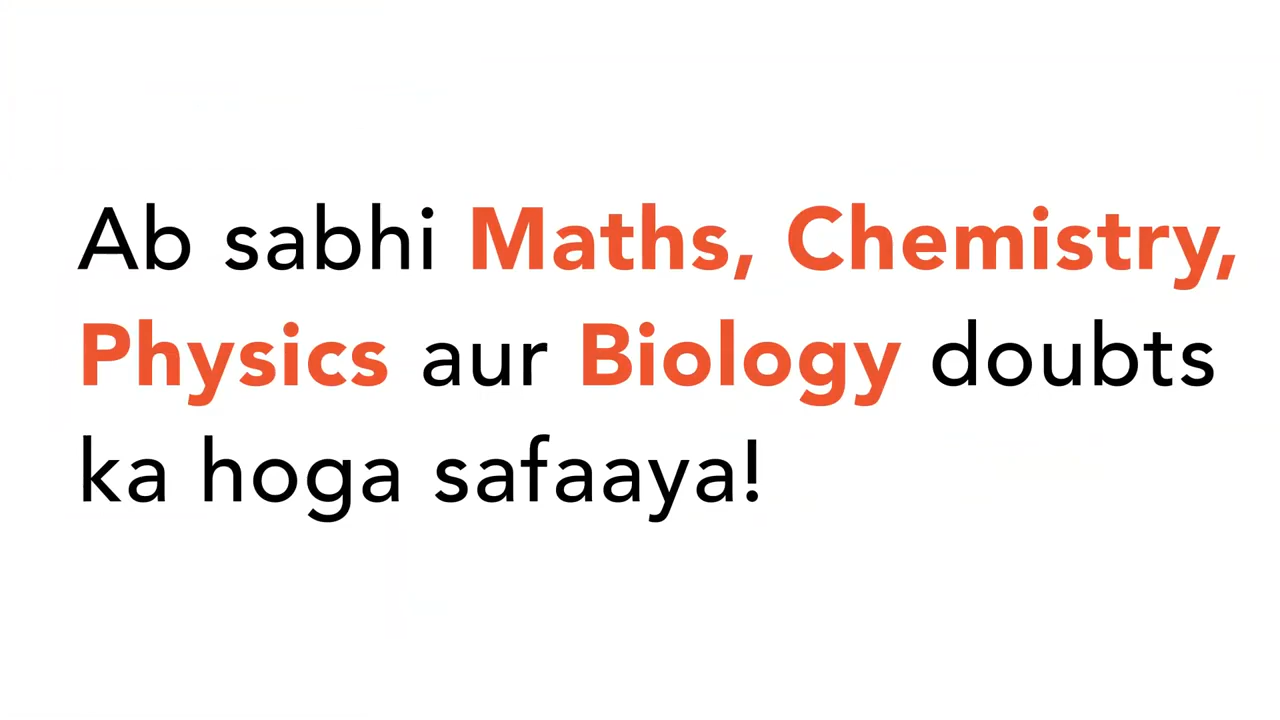 Ab sabhi Maths, Chemistry,
Physics aur Biology doubts
ka hoga safaaya!